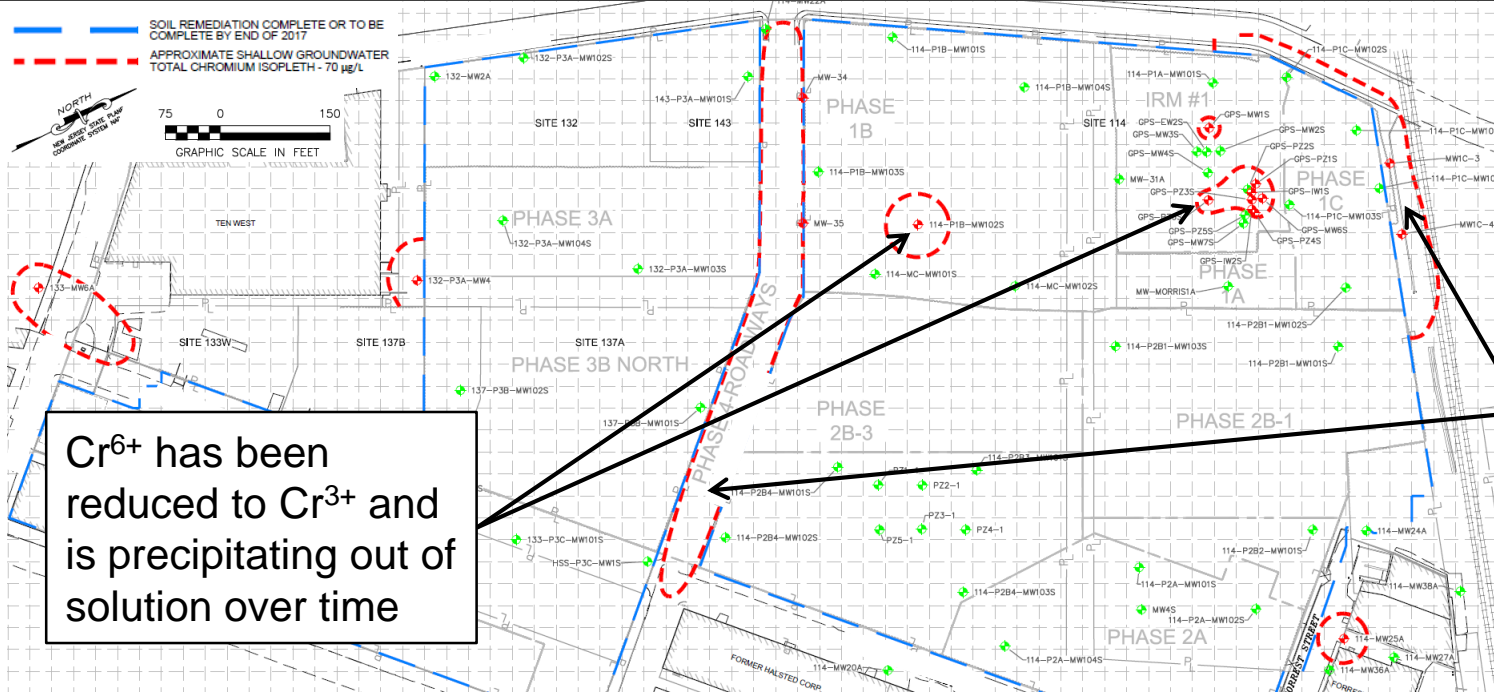 SOIL REMEDIATION COMPLETE OR TO BE
COMPLETE BY END OF 2017
APPROXIMATE SHALLOW GROUNDWATER
TOTAL CHROMIUM ISOPLETH - 70 µg/L
NORTH
NEW JERSEY STATE PLANE
COORDINATE SYSTEM
75 0 150
GRAPHIC SCALE IN FEET
114-MW22A
132-MW2A
132-P3A-MW102S
143-P3A-MW101S
114-P1B-MW101S
MW-34
114-P1B-MW104S
114-P1A-MW101S
114-P1C-MW102S
SITE 132
SITE 143
PHASE
1B
SITE 114
IRM #1
GPS-MW1S
GPS-EW2S
GPS-MW3S
GPS-MW2S
GPS-PZ2S
GPS-MW4S
GPS-PZ1S
GPS-PZ3S
GPS-IW1S
114-P1C-MW10
MW1C-3
114-P1C-MW10
114-P1B-MW103S
MW-31A
PHASE
1C
114-P1C-MW103S
GPS-MW6S
GPS-PZ5S
GPS-PZ4S
GPS-MW7S
GPS-IW2S
MW1C-4
TEN WEST
PHASE 3A
132-P3A-MW104S
MW-35
114-P1B-MW102S
132-P3A-MW103S
114-MC-MW101S
114-MC-MW102S
PHASE
1A
MW-MORRIS1A
133-MW6A
132-P3A-MW4
114-P2B1-MW102S
SITE 133W
SITE 137B
SITE 137A
PHASE 3B NORTH
114-P2B1-MW103S
114-P2B1-MW101S
137-P3B-MW102S
PHASE 4-ROADWAYS
PHASE
2B-3
PHASE 2B-1
Cr6+ has been
reduced to Cr3+ and
is precipitating out of
solution over time
114-P2B4-MW101S
PZ2-1
PZ3-1
PZ4-1
PZ5-1
133-P3C-MW101S
HSS-P3C-MW1S
114-P2B4-MW102S
114-P2B2-MW101S
114-MW24A
114-P2A-MW101S
114-P2B4-MW103S
MW4S
114-P2A-MW102S
PHASE 2A
114-P2A-MW104S
114-MW38A
114-MW25A
114-MW27A
114-MW36A
114-MW20A
FORMER HALSTED CORP.
FORREST STREET